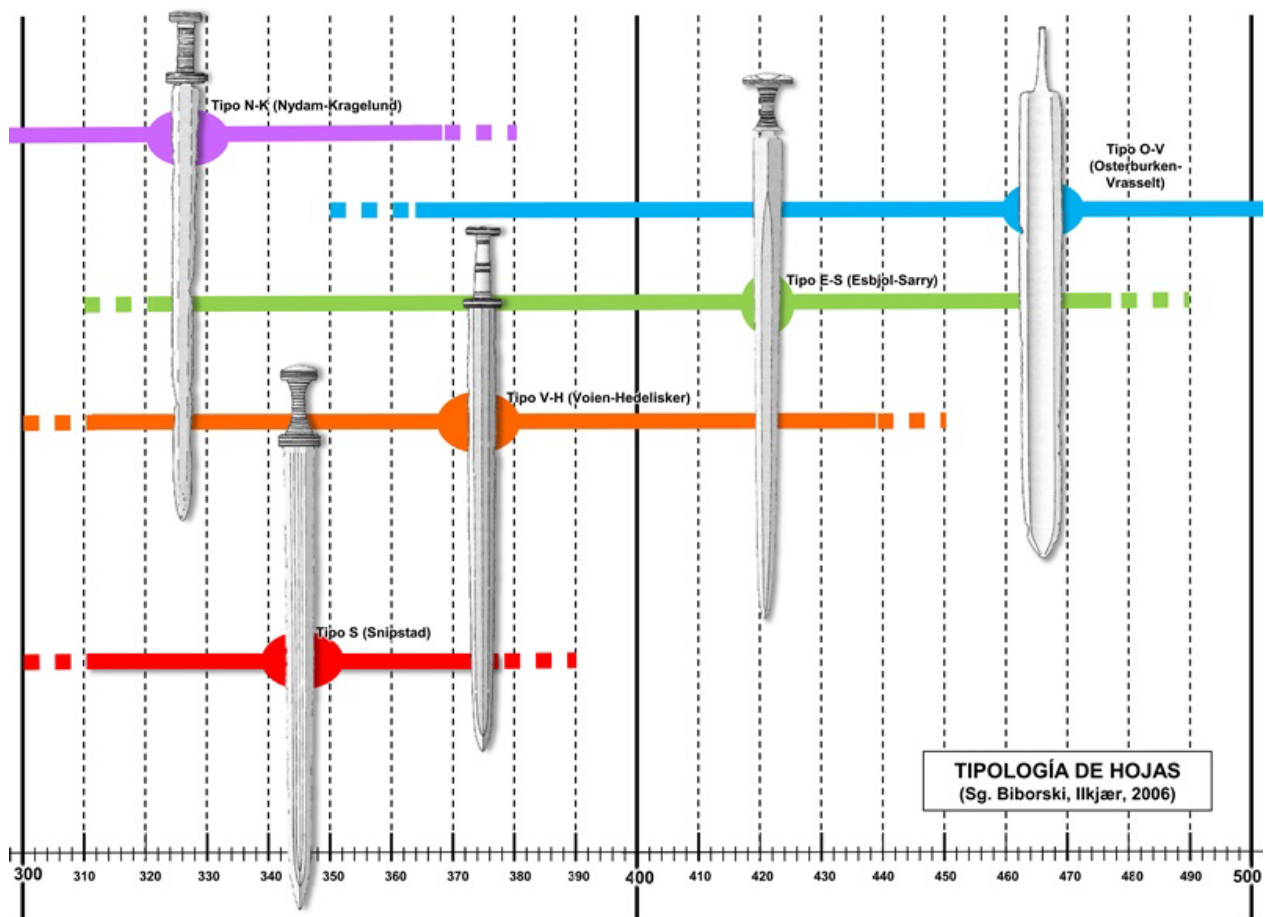 Tipo N-K (Nydam-Kragelund)
Tipo O-V
(Osterburken-
Vrasselt)
Tipo E-S (Esbjol-Sarry)
Tipo V-H (Voien-Hedelisker)
Tipo S (Snipstad)
TIPOLOGÍA DE HOJAS
(Sg. Biborski, Ilkjær, 2006)
300 310 320 330 340 350 360 370 380 390 400 410 420 430 440 450 460 470 480 490 500